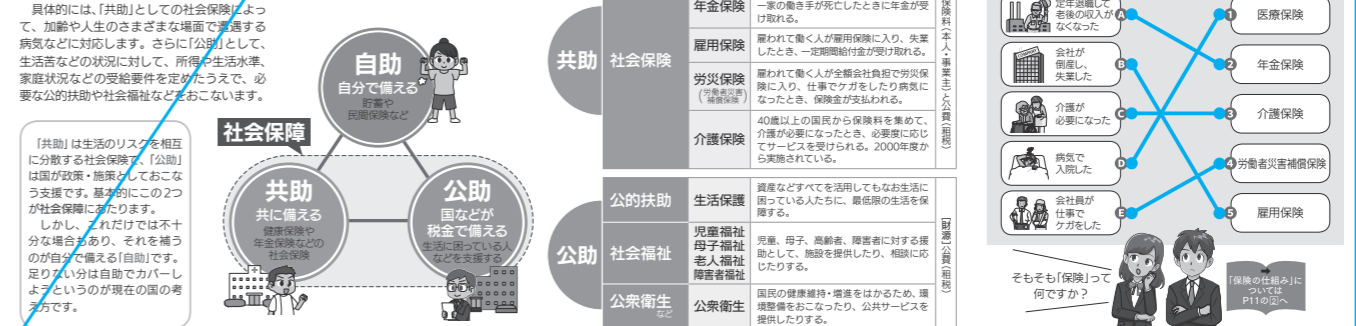 具体的には、「共助」としての社会保険によっ
て、加齢や人生のさまざまな場面で遭遇する
病気などに対応します。さらに「公助」として、
生活苦などの状況に対して、所得や生活水準、
家庭状況などの受給要件を定めたうえで、必
要な公的扶助や社会福祉などをおこないます。
「共助」は生活のリスクを相互
に分散する社会保険で、「公助」
は国が政策・施策としておこな
う支援です。基本的にこの2つ
が社会保障にあたります。
しかし、これだけでは不十
分な場合もあり、それを補う
のが自分で備える「自助」です。
足りない分は自助でカバーし
ようというのが現在の国の考
え方です。
自助
自分で備える
貯蓄や
民間保険など
社会保障
共助
共に備える
健康保険や
年金保険などの
社会保険
公助
国などが
税金で備える
生活に困っている人
などを支援する
共助
社会保険
年金保険
一家の働き手が死亡したときに年金が受
け取れる。
雇用保険
雇われて働く人が雇用保険に入り、失業
したとき、一定期間給付金が受け取れる。
労災保険
(労働者災害
補償保険)
雇われて働く人が全額会社負担で労災保
険に入り、仕事でケガをしたり病気に
なったとき、保険金が支払われる。
介護保険
40歳以上の国民から保険料を集めて、
介護が必要になったとき、必要度に応じ
てサービスを受けられる。2000年度か
ら実施されている。
保険料(本人・事業主)と公費(租税)
公助
公的扶助
生活保護
資産などすべてを活用してもなお生活に
困っている人たちに、最低限の生活を保
障する。
社会福祉
児童福祉
母子福祉
老人福祉
障害者福祉
児童、母子、高齢者、障害者に対する援
助として、施設を提供したり、相談に応
じたりする。
公衆衛生
など
公衆衛生
国民の健康維持・増進をはかるため、環
境整備をおこなったり、公共サービスを
提供したりする。
[財源]公費(租税)
定年退職して
老後の収入が
なくなった
A
会社が
倒産し、
失業した
B
介護が
必要になった
C
病気で
入院した
D
会社員が
仕事で
ケガをした
E
1 医療保険
2 年金保険
3 介護保険
4 労働者災害補償保険
5 雇用保険
そもそも「保険」って
何ですか?
「保険の仕組み」に
ついては
P11の②へ